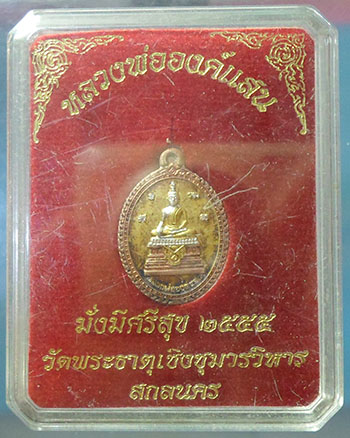 หลวงพ่อองค์แสน
มั่งมีศรีสุข ๒๕๕๕
วัดพระธาตุเชิงชุมวรวิหาร
สกลนคร